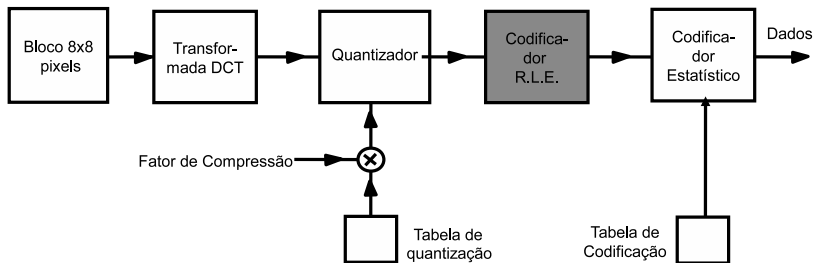 Bloco 8x8
pixels
Transfor-
mada DCT
Quantizador
Codifica-
dor
R.L.E.
Codifica-
dor
Estatístico
Dados
Fator de Compressão
Tabela de
quantização
Tabela de
Codificação